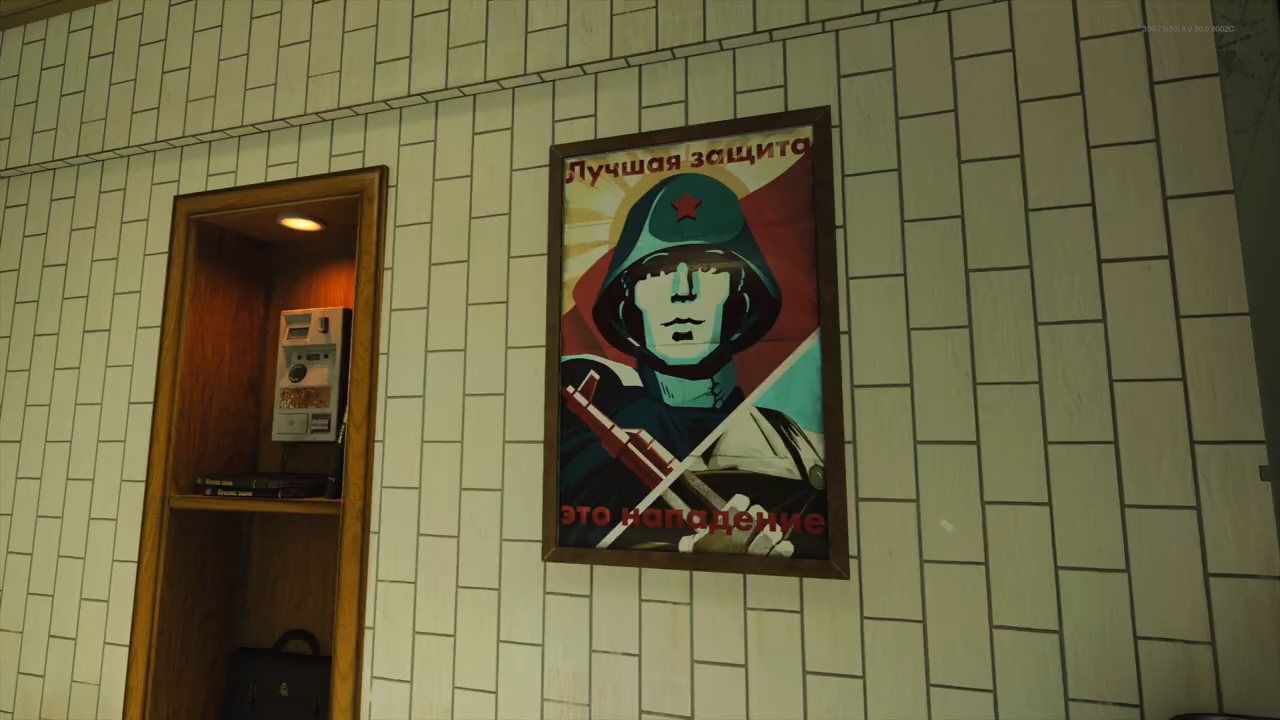 Лучшая защита
это нападение